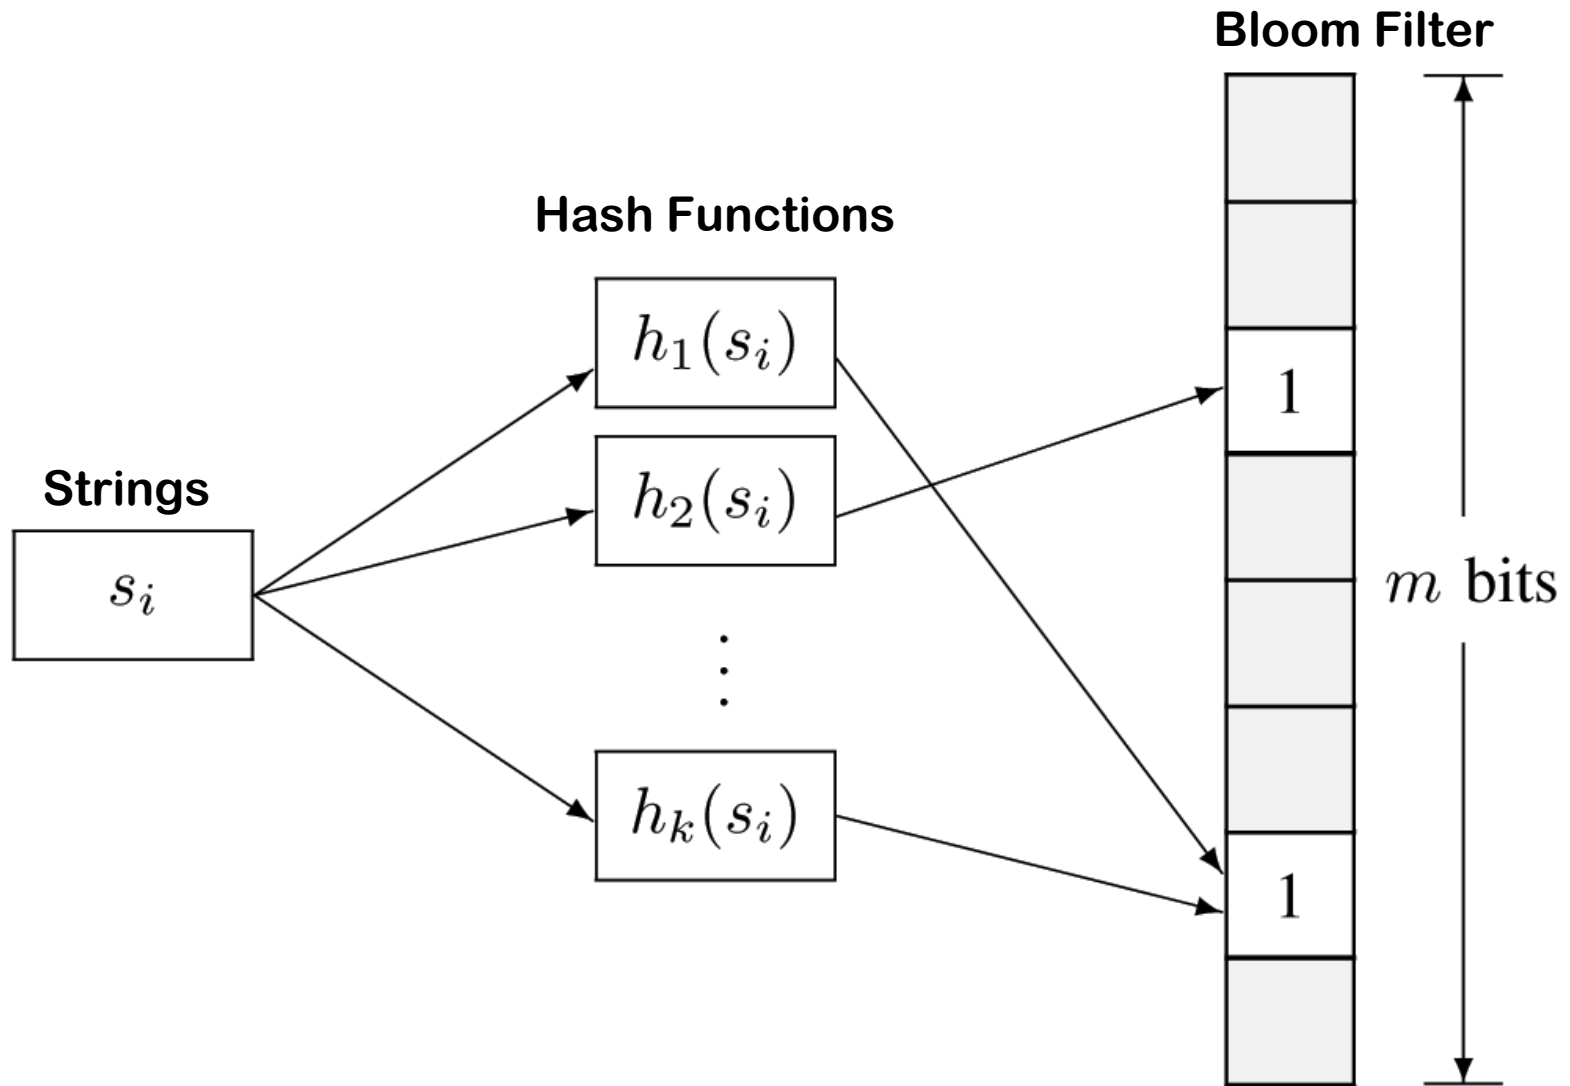 Bloom Filter
Hash Functions
h₁(sᵢ)
1
Strings
h₂(sᵢ)
sᵢ
m bits
⋮
hₖ(sᵢ)
1